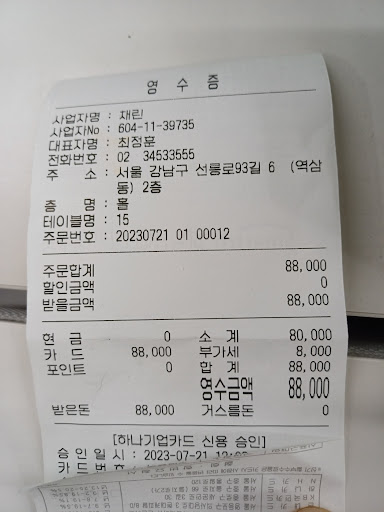 영 수 증
사업자명 : 채린
사업자No : 604-11-39735
대표자명 : 최정훈
전화번호 : 02 34533555
주 소 : 서울 강남구 선릉로93길 6 (역삼
동) 2층
층 명 : 홀
테이블명 : 15
주문번호 : 20230721 01 00012
주문합계 88,000
할인금액 0
받을금액 88,000
현 금 0 소 계 80,000
카 드 88,000 부가세 8,000
포인트 0 합 계 88,000
영수금액 88,000
받은돈 88,000 거스름돈 0
[하나기업카드 신용 승인]
승 인 일 시 : 2023-07-21
카 드 번 호